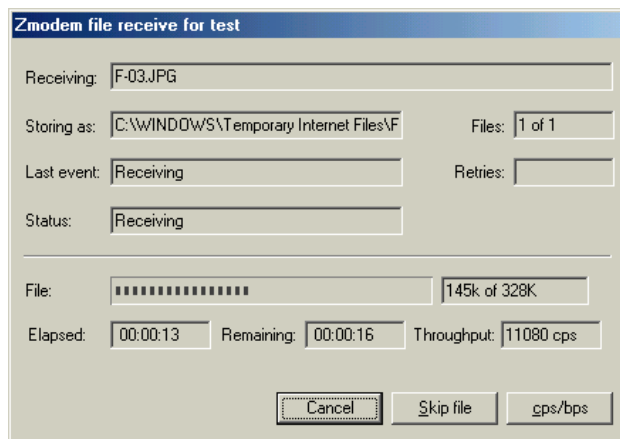 Zmodem file receive for test
Receiving: F-03.JPG
Storing as: C:\WINDOWS\Temporary Internet Files\F Files: 1 of 1
Last event: Receiving Retries:
Status: Receiving
File: 145k of 328K
Elapsed: 00:00:13 Remaining: 00:00:16 Throughput: 11080 cps
Cancel Skip file cps/bps